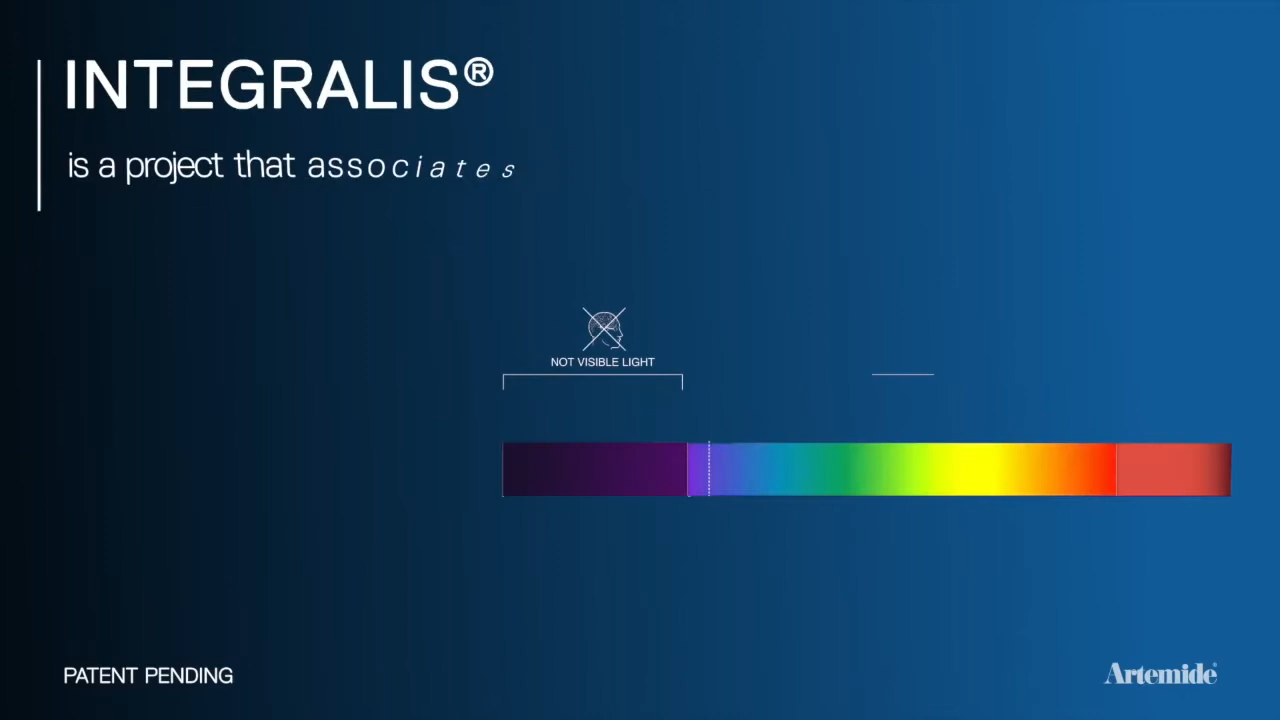 INTEGRALIS®
is a project that associates
NOT VISIBLE LIGHT
PATENT PENDING
Artemide®